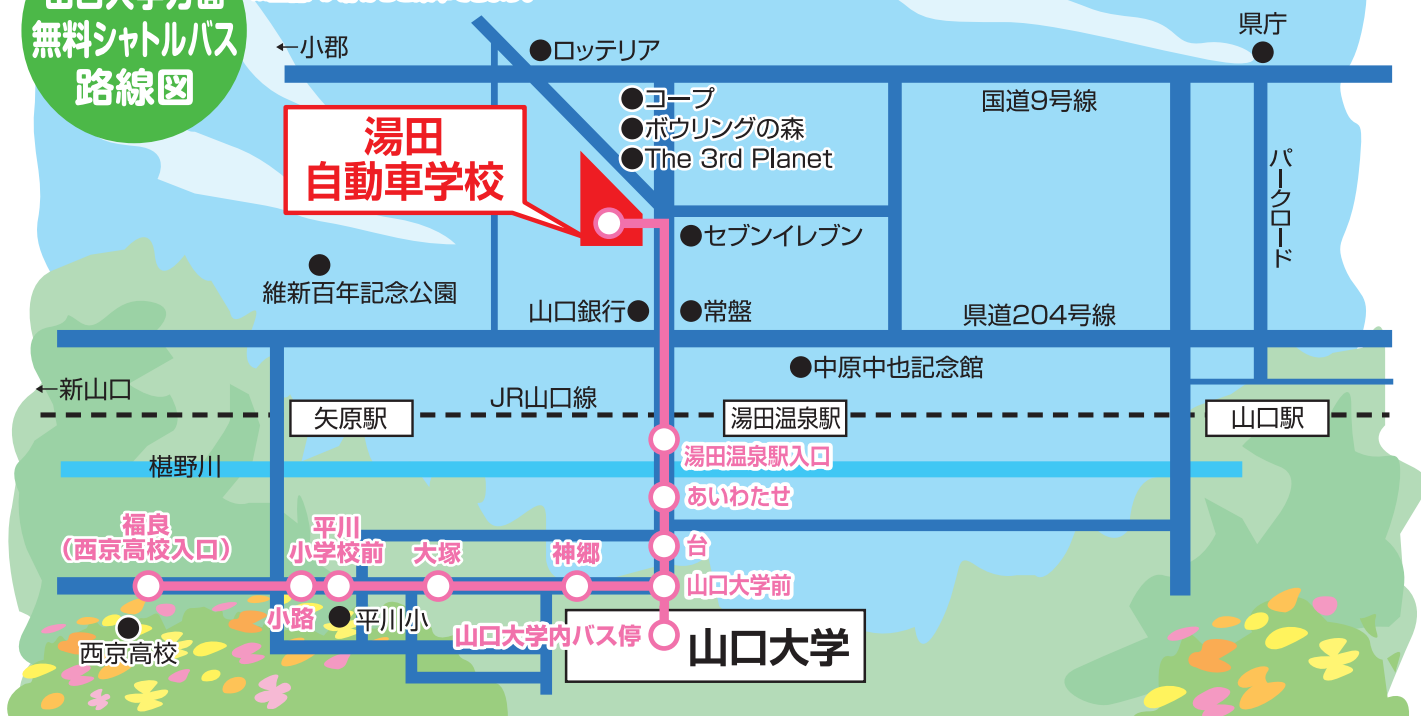 山口大学方面
無料シャトルバス
路線図
←小郡
ロッテリア
県庁
国道9号線
コープ
ボウリングの森
The 3rd Planet
湯田
自動車学校
パークロード
セブンイレブン
維新百年記念公園
山口銀行
常盤
県道204号線
中原中也記念館
←新山口
JR山口線
矢原駅
湯田温泉駅
山口駅
湯田温泉駅入口
椹野川
あいわたせ
福良
(西京高校入口)
平川
小学校前
大塚
神郷
台
山口大学前
小路
平川小
山口大学内バス停
山口大学
西京高校